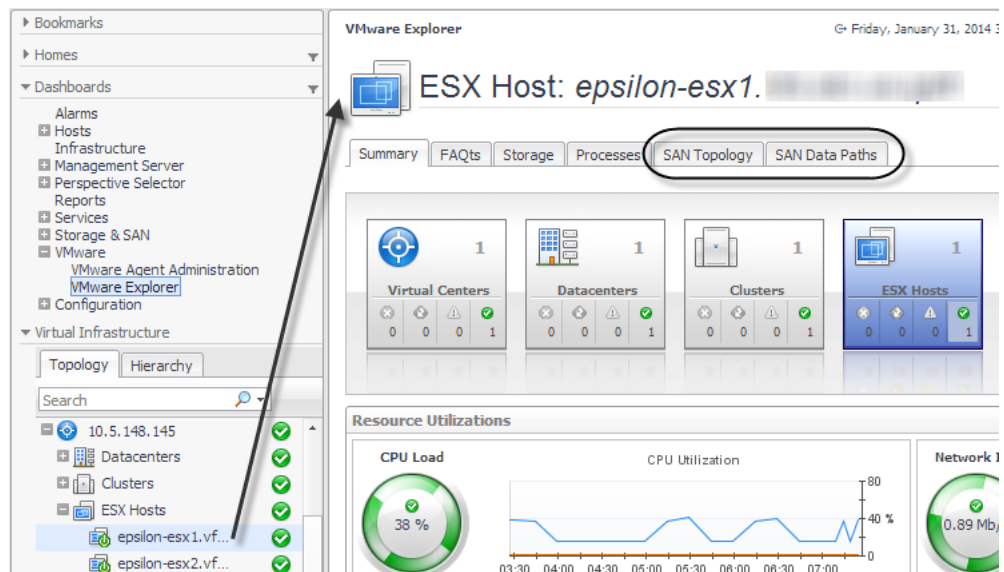 Bookmarks
Homes
Dashboards
Alarms
Hosts
Infrastructure
Management Server
Perspective Selector
Reports
Services
Storage & SAN
VMware
VMware Agent Administration
VMware Explorer
Configuration
Virtual Infrastructure
Topology Hierarchy
Search
10.5.148.145
Datacenters
Clusters
ESX Hosts
epsilon-esx1.vf...
epsilon-esx2.vf...
VMware Explorer
Friday, January 31, 2014
ESX Host: epsilon-esx1.
Summary FAQts Storage Processes SAN Topology SAN Data Paths
1 1 1 1
Virtual Centers Datacenters Clusters ESX Hosts
0 0 0 1 0 0 0 1 0 0 0 1 0 0 0 1
Resource Utilizations
CPU Load CPU Utilization Network
80
38 % 40 % 0.89 Mb/
0
03:30 04:00 04:30 05:00 05:30 06:00 06:30 07:00